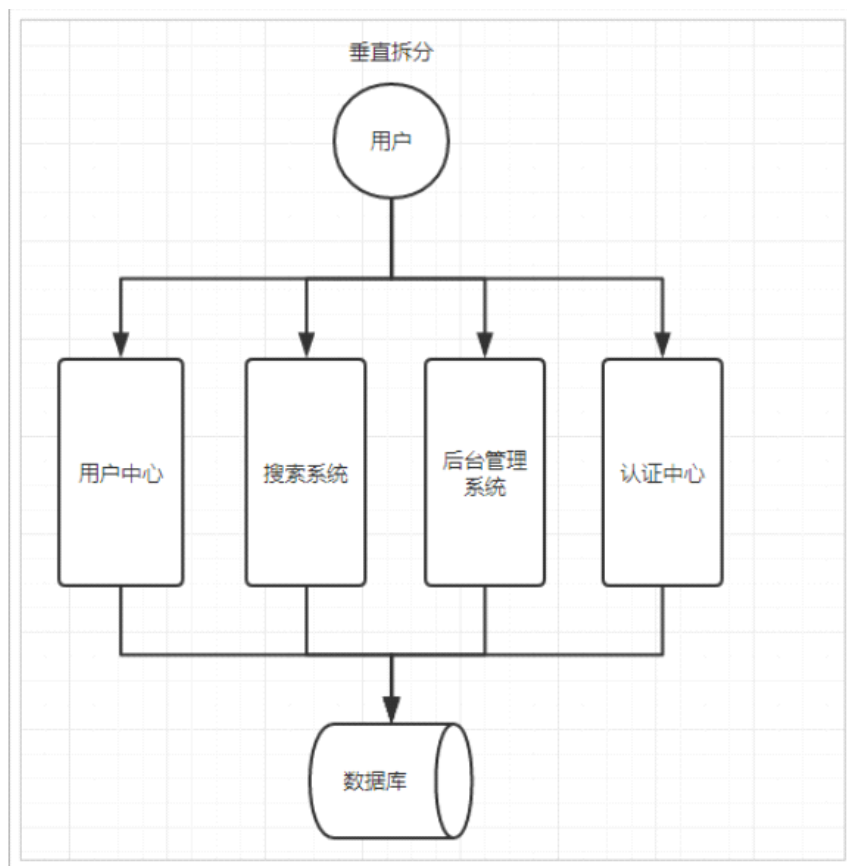 垂直拆分
用户
用户中心
搜索系统
后台管理
系统
认证中心
数据库